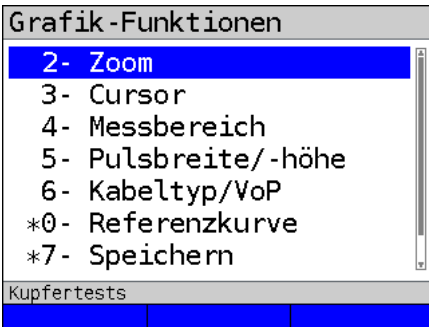 Grafik-Funktionen
2- Zoom
3- Cursor
4- Messbereich
5- Pulsbreite/-höhe
6- Kabeltyp/VoP
*0- Referenzkurve
*7- Speichern
Kupfertests